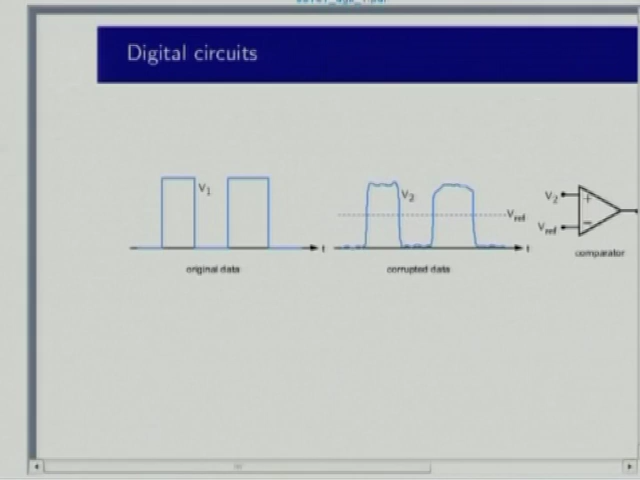 Digital circuits
V1
V2
Vref
t
t
V2
Vref
+
−
original data
corrupted data
comparator